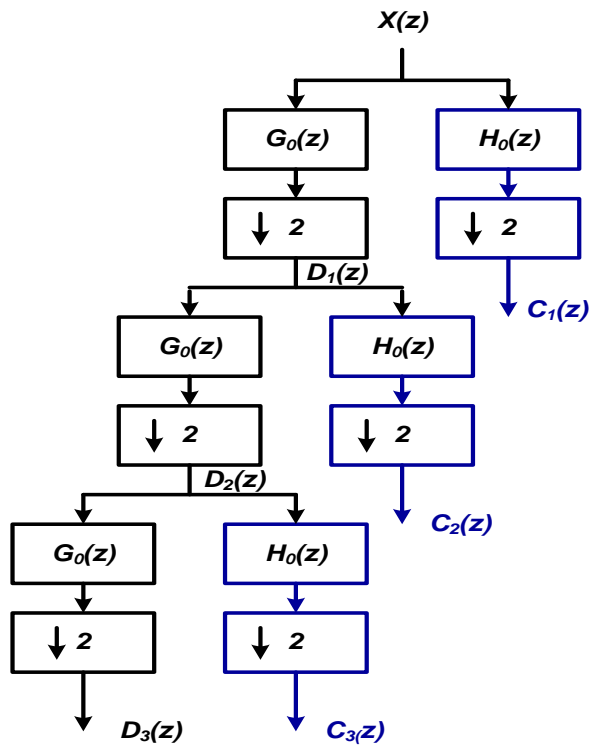 X(z)
G₀(z) H₀(z)
↓ 2 ↓ 2
D₁(z)
C₁(z)
G₀(z) H₀(z)
↓ 2 ↓ 2
D₂(z)
C₂(z)
G₀(z) H₀(z)
↓ 2 ↓ 2
D₃(z) C₃(z)